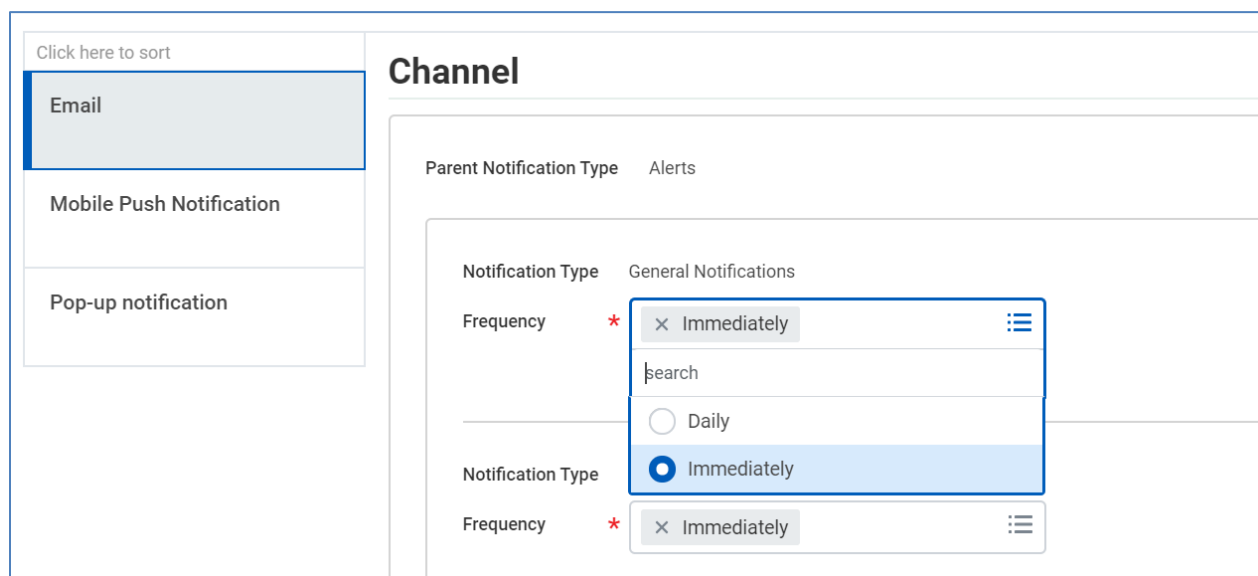 Click here to sort
Email
Mobile Push Notification
Pop-up notification
Channel
Parent Notification Type Alerts
Notification Type General Notifications
Frequency * × Immediately
search
Daily
Immediately
Notification Type
Frequency * × Immediately